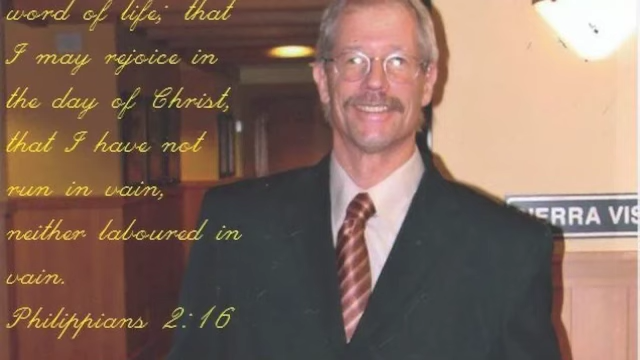 word of life; that
I may rejoice in
the day of Christ,
that I have not
run in vain,
neither laboured in
vain.
Philippians 2:16
IERRA VIS